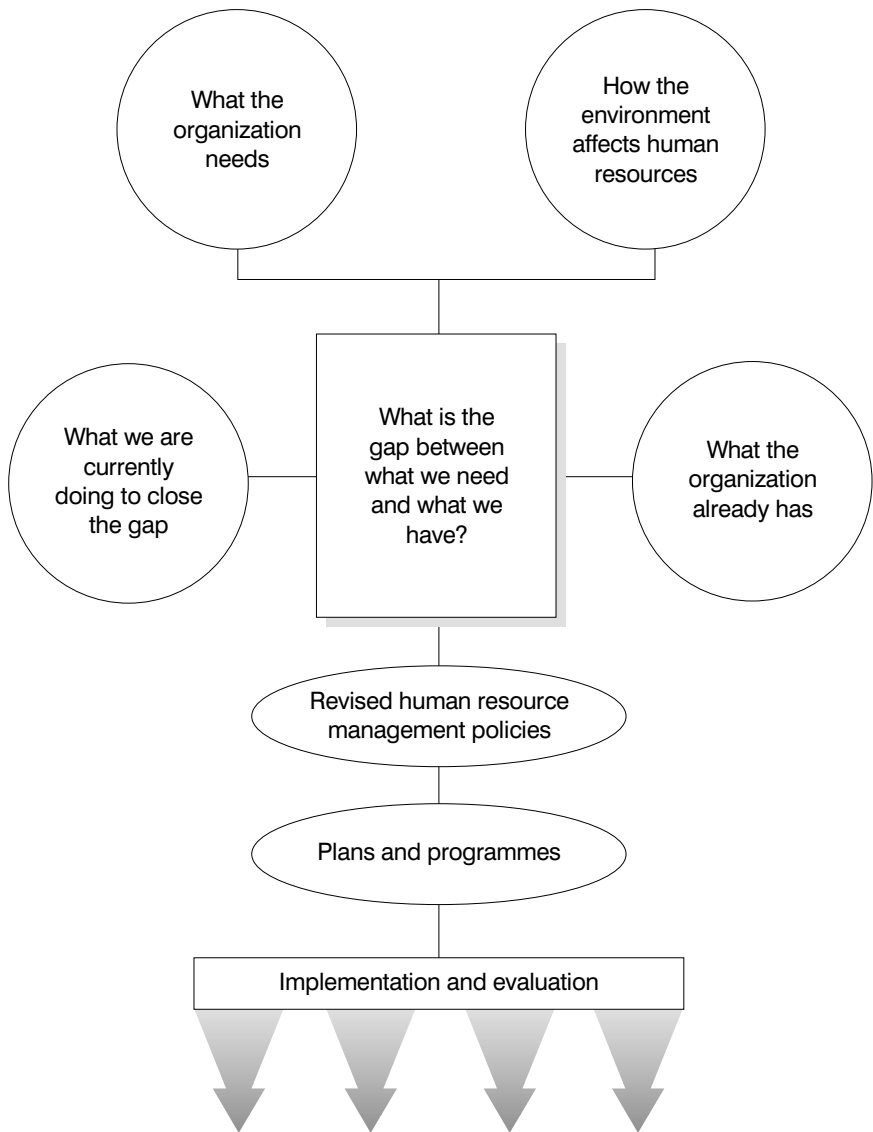 What the
organization
needs
How the
environment
affects human
resources
What we are
currently
doing to close
the gap
What is the
gap between
what we need
and what we
have?
What the
organization
already has
Revised human resource
management policies
Plans and programmes
Implementation and evaluation